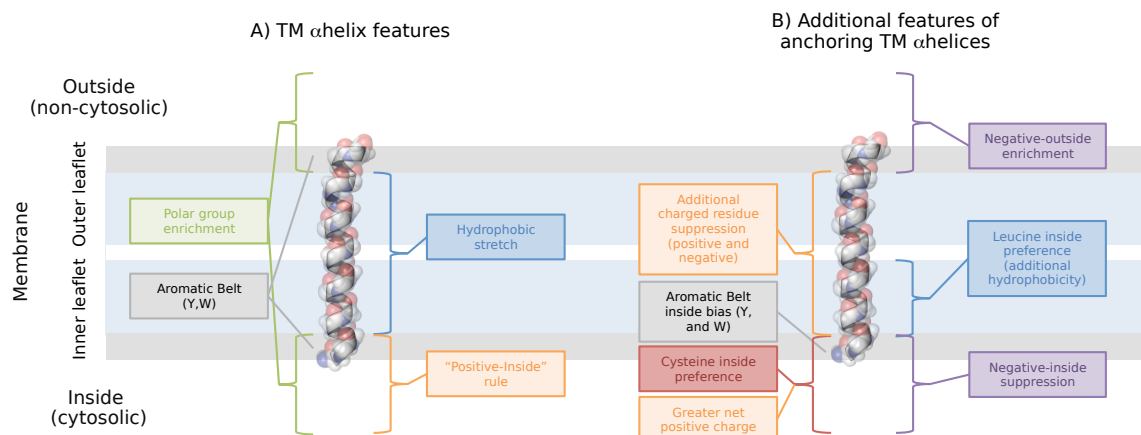 A) TM αhelix features
B) Additional features of
anchoring TM αhelices
Outside
(non-cytosolic)
Membrane
Outer leaflet
Inner leaflet
Inside
(cytosolic)
Polar group
enrichment
Aromatic Belt
(Y,W)
Hydrophobic
stretch
"Positive-Inside"
rule
Additional
charged residue
suppression
(positive and
negative)
Aromatic Belt
inside bias (Y,
and W)
Cysteine inside
preference
Greater net
positive charge
Negative-outside
enrichment
Leucine inside
preference
(additional
hydrophobicity)
Negative-inside
suppression